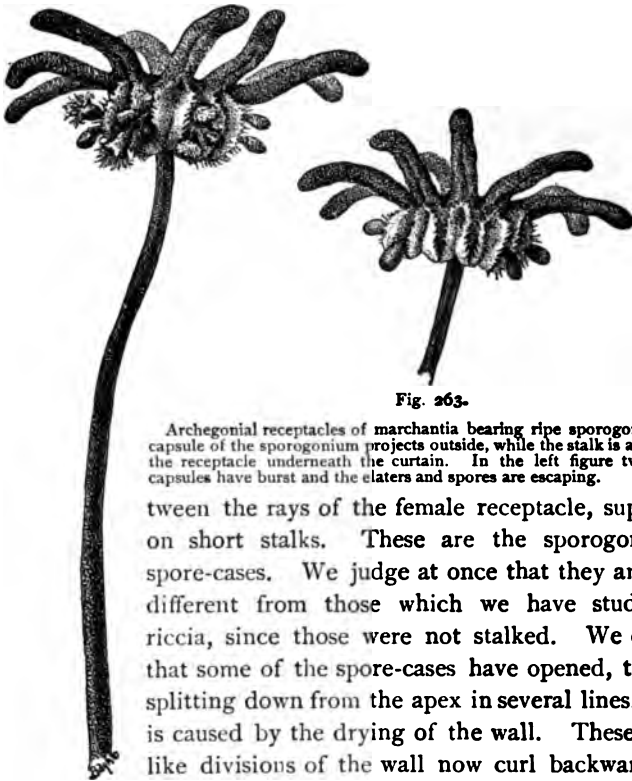 Fig. 263.
Archegonial receptacles of marchantia bearing ripe sporogo
capsule of the sporogonium projects outside, while the stalk is a
the receptacle underneath the curtain. In the left figure tw
capsules have burst and the elaters and spores are escaping.
tween the rays of the female receptacle, sup
on short stalks. These are the sporogon
spore-cases. We judge at once that they ar
different from those which we have stud
riccia, since those were not stalked. We
that some of the spore-cases have opened, t
splitting down from the apex in several lines.
is caused by the drying of the wall. These
like divisions of the wall now curl backwar